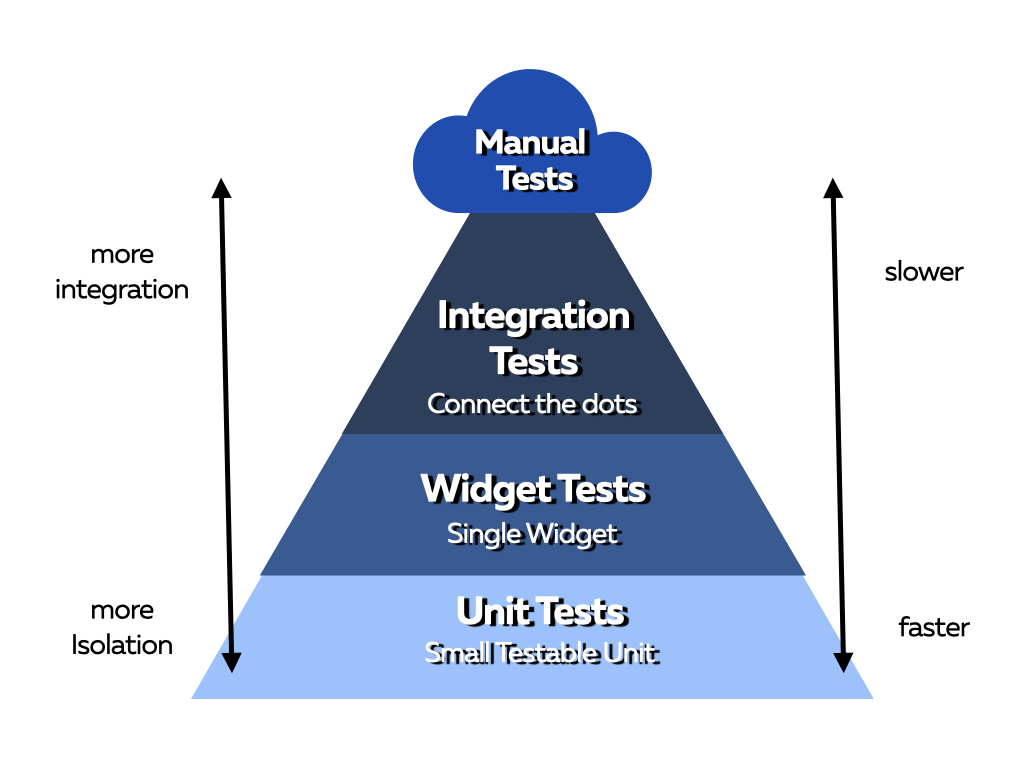 Manual
Tests
more
integration
slower
Integration
Tests
Connect the dots
Widget Tests
Single Widget
Unit Tests
Small Testable Unit
more
Isolation
faster